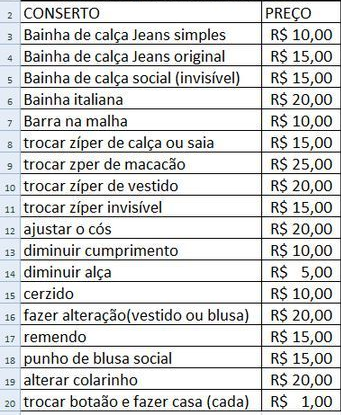 2 CONSERTO PREÇO
3 Bainha de calça Jeans simples R$ 10,00
4 Bainha de calça Jeans original R$ 15,00
5 Bainha de calça social (invisível) R$ 15,00
6 Bainha italiana R$ 20,00
7 Barra na malha R$ 10,00
8 trocar zíper de calça ou saia R$ 15,00
9 trocar zper de macacão R$ 25,00
10 trocar zíper de vestido R$ 20,00
11 trocar zíper invisível R$ 15,00
12 ajustar o cós R$ 20,00
13 diminuir cumprimento R$ 10,00
14 diminuir alça R$ 5,00
15 cerzido R$ 10,00
16 fazer alteração(vestido ou blusa) R$ 20,00
17 remendo R$ 15,00
18 punho de blusa social R$ 15,00
19 alterar colarinho R$ 20,00
20 trocar botaão e fazer casa (cada) R$ 1,00